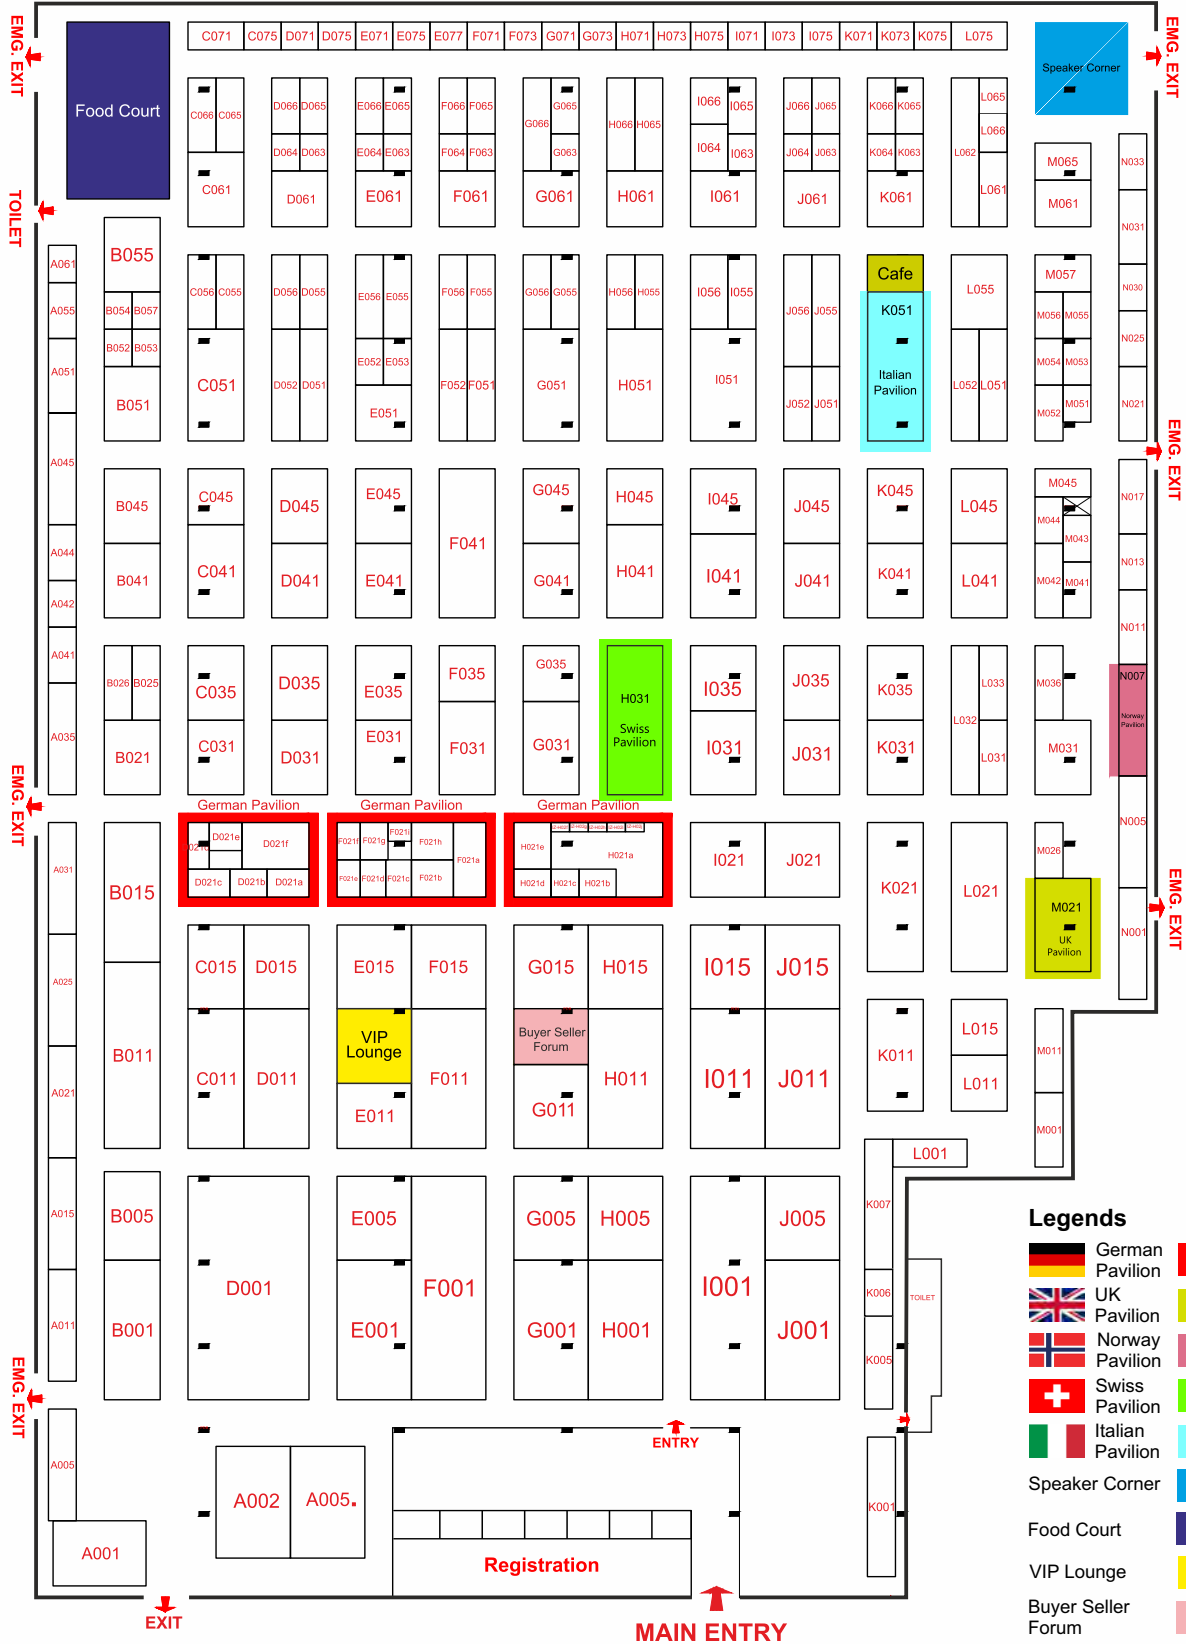 C071 C075 D071 D075 E071 E075 E077 F071 F073 G071 G073 H071 H073 H075 I071 I073 I075 K071 K073 K075 L075
EMG. EXIT
EMG. EXIT
Food Court
Speaker Corner
C066 C065 D066 D065 E066 E065 F066 F065 G066 G065 H066 H065 I066 I065 J066 J065 K066 K065 L065
L066
D064 D063 E064 E063 F064 F063 G063 I064 I063 J064 J063 K064 K063 L062
C061 D061 E061 F061 G061 H061 I061 J061 K061 L061
M065 N033
M061 N031
TOILET
B055
A061
C056 C055 D056 D055 E056 E055 F056 F055 G056 G055 H056 H055 I056 I055 J056 J055
Cafe
L055 M057 N030
A055 B054 B057
K051
M056 M055 N025
B052 B053 E052 E053
M054 M053
A051 B051 C051 D052 D051 E051 F052 F051 G051 H051 I051 J052 J051
Italian
Pavilion
L052 L051 M052 M051 N021
EMG. EXIT
A045 B045 C045 D045 E045 F041 G045 H045 I045 J045 K045 L045 M045 N017
M044 M043
A044 B041 C041 D041 E041 G041 H041 I041 J041 K041 L041 M042 M041 N013
A042
N011
A041 B026 B025 C035 D035 E035 F035 G035
H031
Swiss
Pavilion
I035 J035 K035 L032 L033 M036
N007
Norway
Pavilion
A035 B021 C031 D031 E031 F031 G031 I031 J031 K031 L031 M031
EMG. EXIT
German Pavilion German Pavilion German Pavilion
D021e D021f
D021c D021b D021a
F021f F021g F021i F021h F021a
F021e F021d F021c F021b
H021e H021a
H021d H021c H021b
A031 B015 I021 J021 K021 L021 M026 N005
M021
UK
Pavilion
N001
EMG. EXIT
A025 C015 D015 E015 F015 G015 H015 I015 J015
VIP
Lounge
Buyer Seller
Forum
A021 B011 C011 D011 E011 F011 G011 H011 I011 J011 K011 L015 M011
L011
M001
L001
A015 B005 E005 G005 H005 J005 K007
D001 F001 I001
A011 B001 E001 G001 H001 J001 K006
K005
TOILET
EMG. EXIT
ENTRY
A005 A002 A005. K001
A001
Registration
EXIT
MAIN ENTRY
Legends
German
Pavilion
UK
Pavilion
Norway
Pavilion
Swiss
Pavilion
Italian
Pavilion
Speaker Corner
Food Court
VIP Lounge
Buyer Seller
Forum